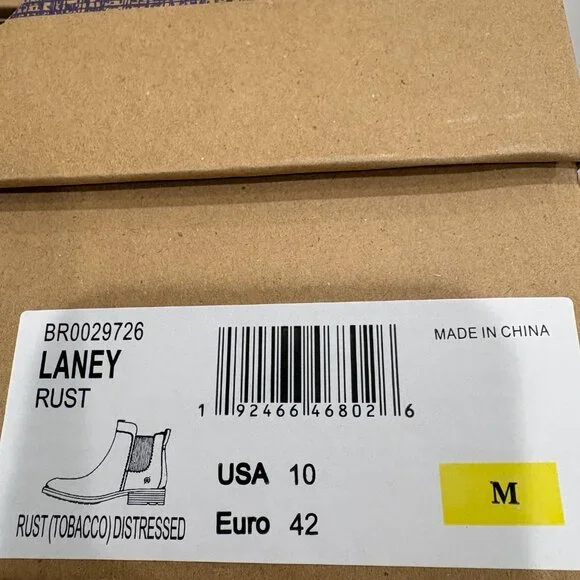 BR0029726
LANEY
RUST
MADE IN CHINA
1 92466 46802 6
USA 10
Euro 42
M
RUST (TOBACCO) DISTRESSED